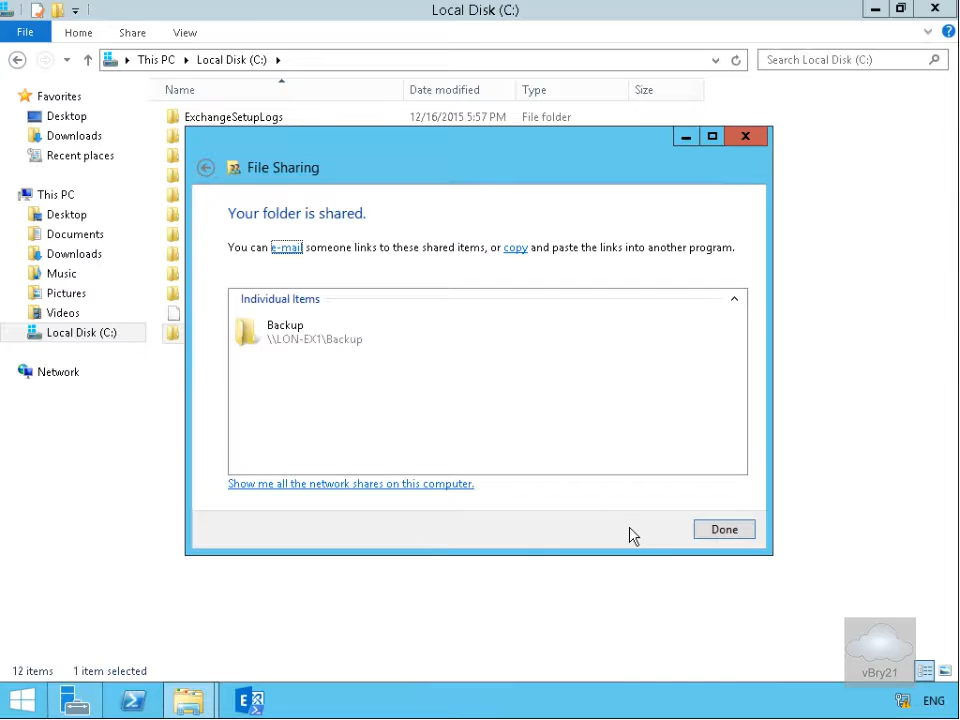 Local Disk (C:)
File Home Share View
This PC Local Disk (C:) Search Local Disk (C:)
Name Date modified Type Size
Favorites
Desktop
Downloads
Recent places
This PC
Desktop
Documents
Downloads
Music
Pictures
Videos
Local Disk (C:)
Network
ExchangeSetupLogs 12/16/2015 5:57 PM File folder
File Sharing
Your folder is shared.
You can e-mail someone links to these shared items, or copy and paste the links into another program.
Individual Items
Backup
\\LON-EX1\Backup
Show me all the network shares on this computer.
Done
12 items 1 item selected
vBry21
E
ENG